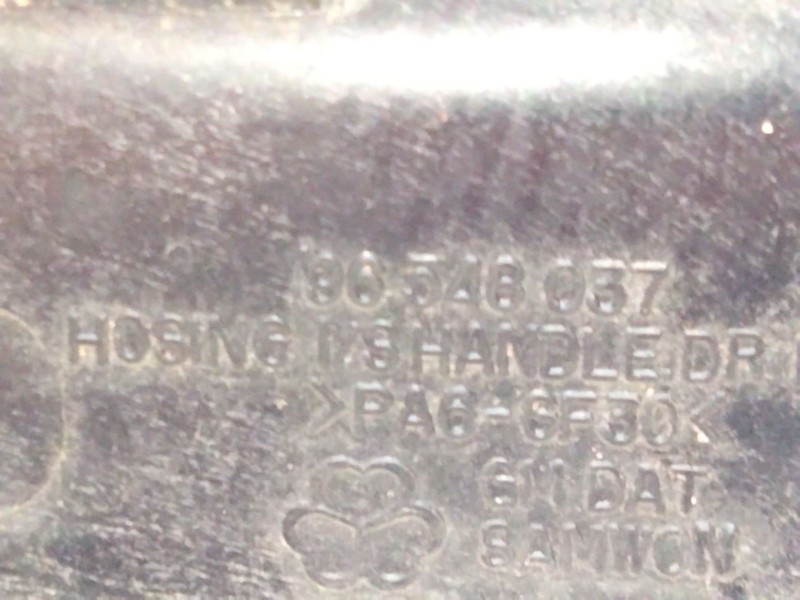 96 548 037
HOSING I/S HANDLE.DR
>PA6-GF30<
GM DAT
SAMWON